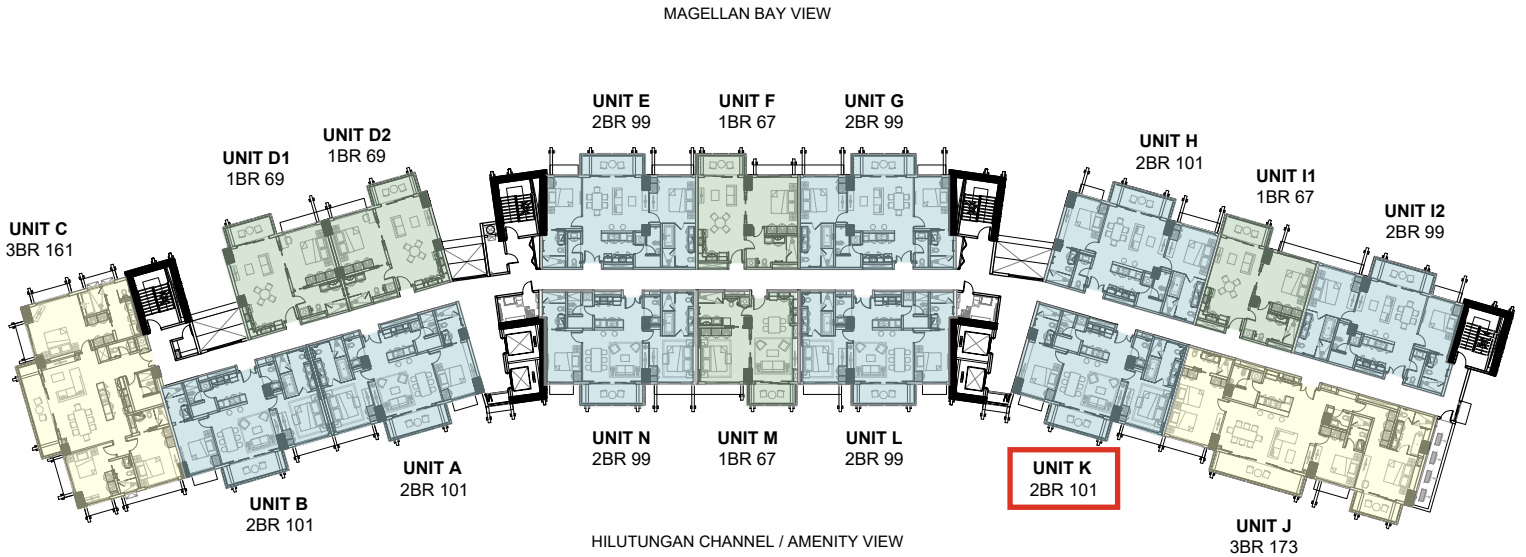 MAGELLAN BAY VIEW
UNIT E
2BR 99
UNIT F
1BR 67
UNIT G
2BR 99
UNIT D2
1BR 69
UNIT H
2BR 101
UNIT D1
1BR 69
UNIT I1
1BR 67
UNIT I2
2BR 99
UNIT C
3BR 161
UNIT N
2BR 99
UNIT M
1BR 67
UNIT L
2BR 99
UNIT A
2BR 101
UNIT K
2BR 101
UNIT B
2BR 101
UNIT J
3BR 173
HILUTUNGAN CHANNEL / AMENITY VIEW